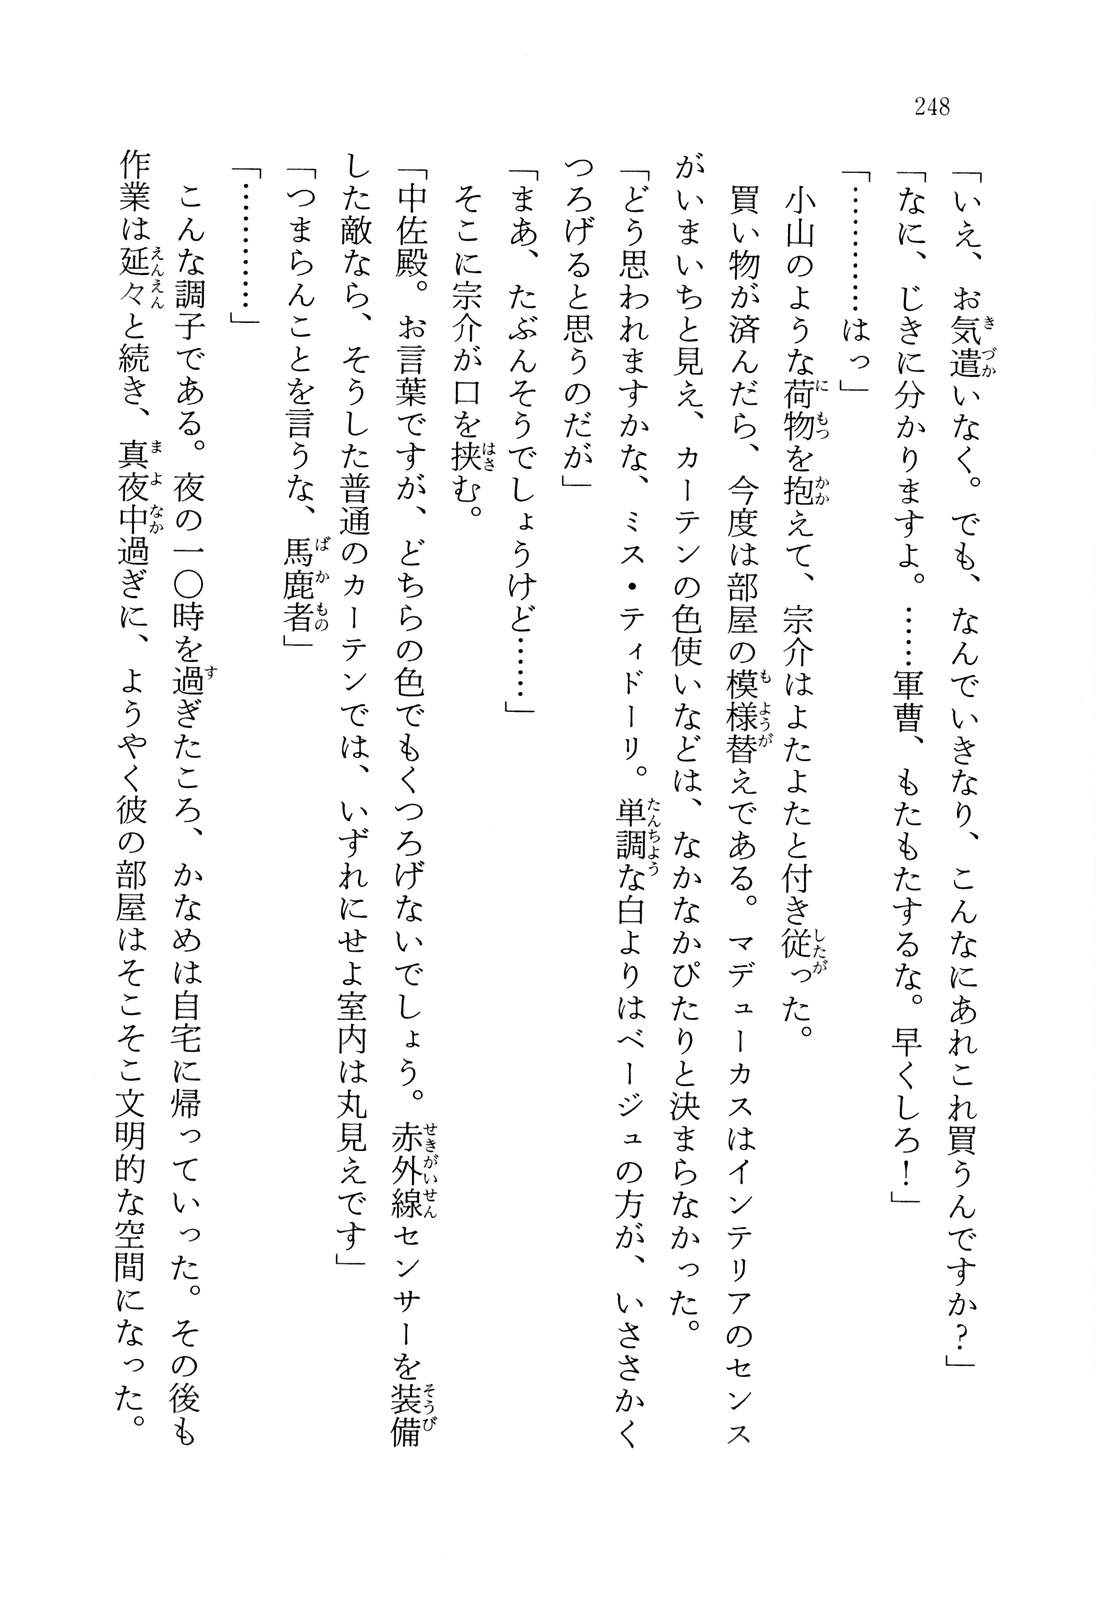 248
「いえ、お気遣いなく。でも、なんでいきなり、こんなにあれこれ買うんですか？」
「なに、じきに分かりますよ。……軍曹、もたもたするな。早くしろ！」
「…………はっ」
　小山のような荷物を抱えて、宗介はよたよたと付き従った。
　買い物が済んだら、今度は部屋の模様替えである。マデューカスはインテリアのセンス
がいまいちと見え、カーテンの色使いなどは、なかなかぴたりと決まらなかった。
「どう思われますかな、ミス・ティドーリ。単調な白よりはベージュの方が、いささかく
つろげると思うのだが」
「まあ、たぶんそうでしょうけど……」
　そこに宗介が口を挟む。
「中佐殿。お言葉ですが、どちらの色でもくつろげないでしょう。赤外線センサーを装備
した敵なら、そうした普通のカーテンでは、いずれにせよ室内は丸見えです」
「つまらんことを言うな、馬鹿者」
「…………」
　こんな調子である。夜の一〇時を過ぎたころ、かなめは自宅に帰っていった。その後も
作業は延々と続き、真夜中過ぎに、ようやく彼の部屋はそこそこ文明的な空間になった。